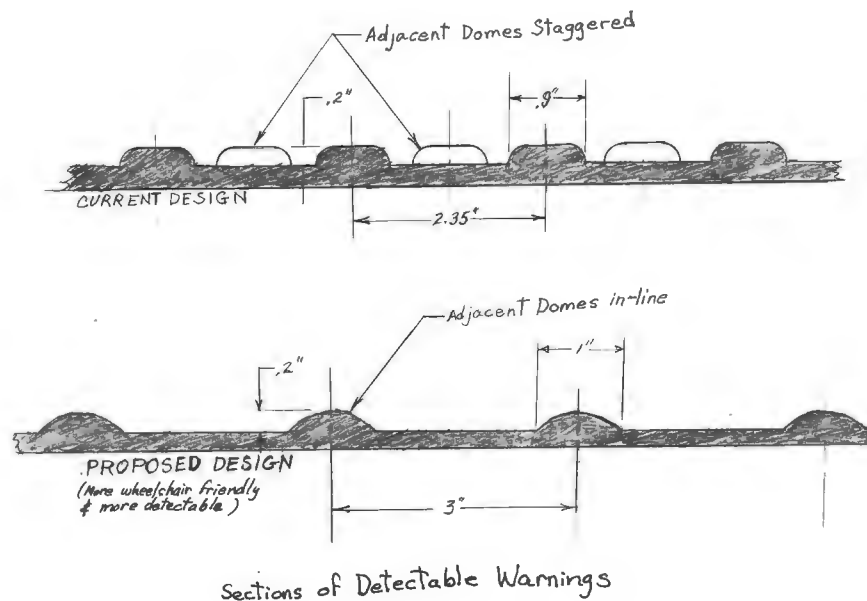 Adjacent Domes Staggered
.2"
.9"
CURRENT DESIGN
2.35"
Adjacent Domes in-line
.2"
1"
PROPOSED DESIGN
(More wheelchair friendly
& more detectable)
3"
Sections of Detectable Warnings